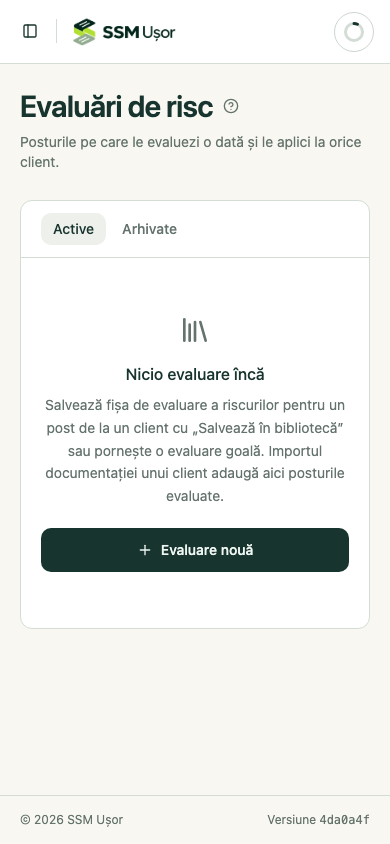 SSM Ușor
Evaluări de risc
Posturile pe care le evaluezi o dată și le aplici la orice
client.
Active Arhivate
Nicio evaluare încă
Salvează fișa de evaluare a riscurilor pentru un
post de la un client cu „Salvează în bibliotecă”
sau pornește o evaluare goală. Importul
documentației unui client adaugă aici posturile
evaluate.
+ Evaluare nouă
© 2026 SSM Ușor Versiune 4da0a4f